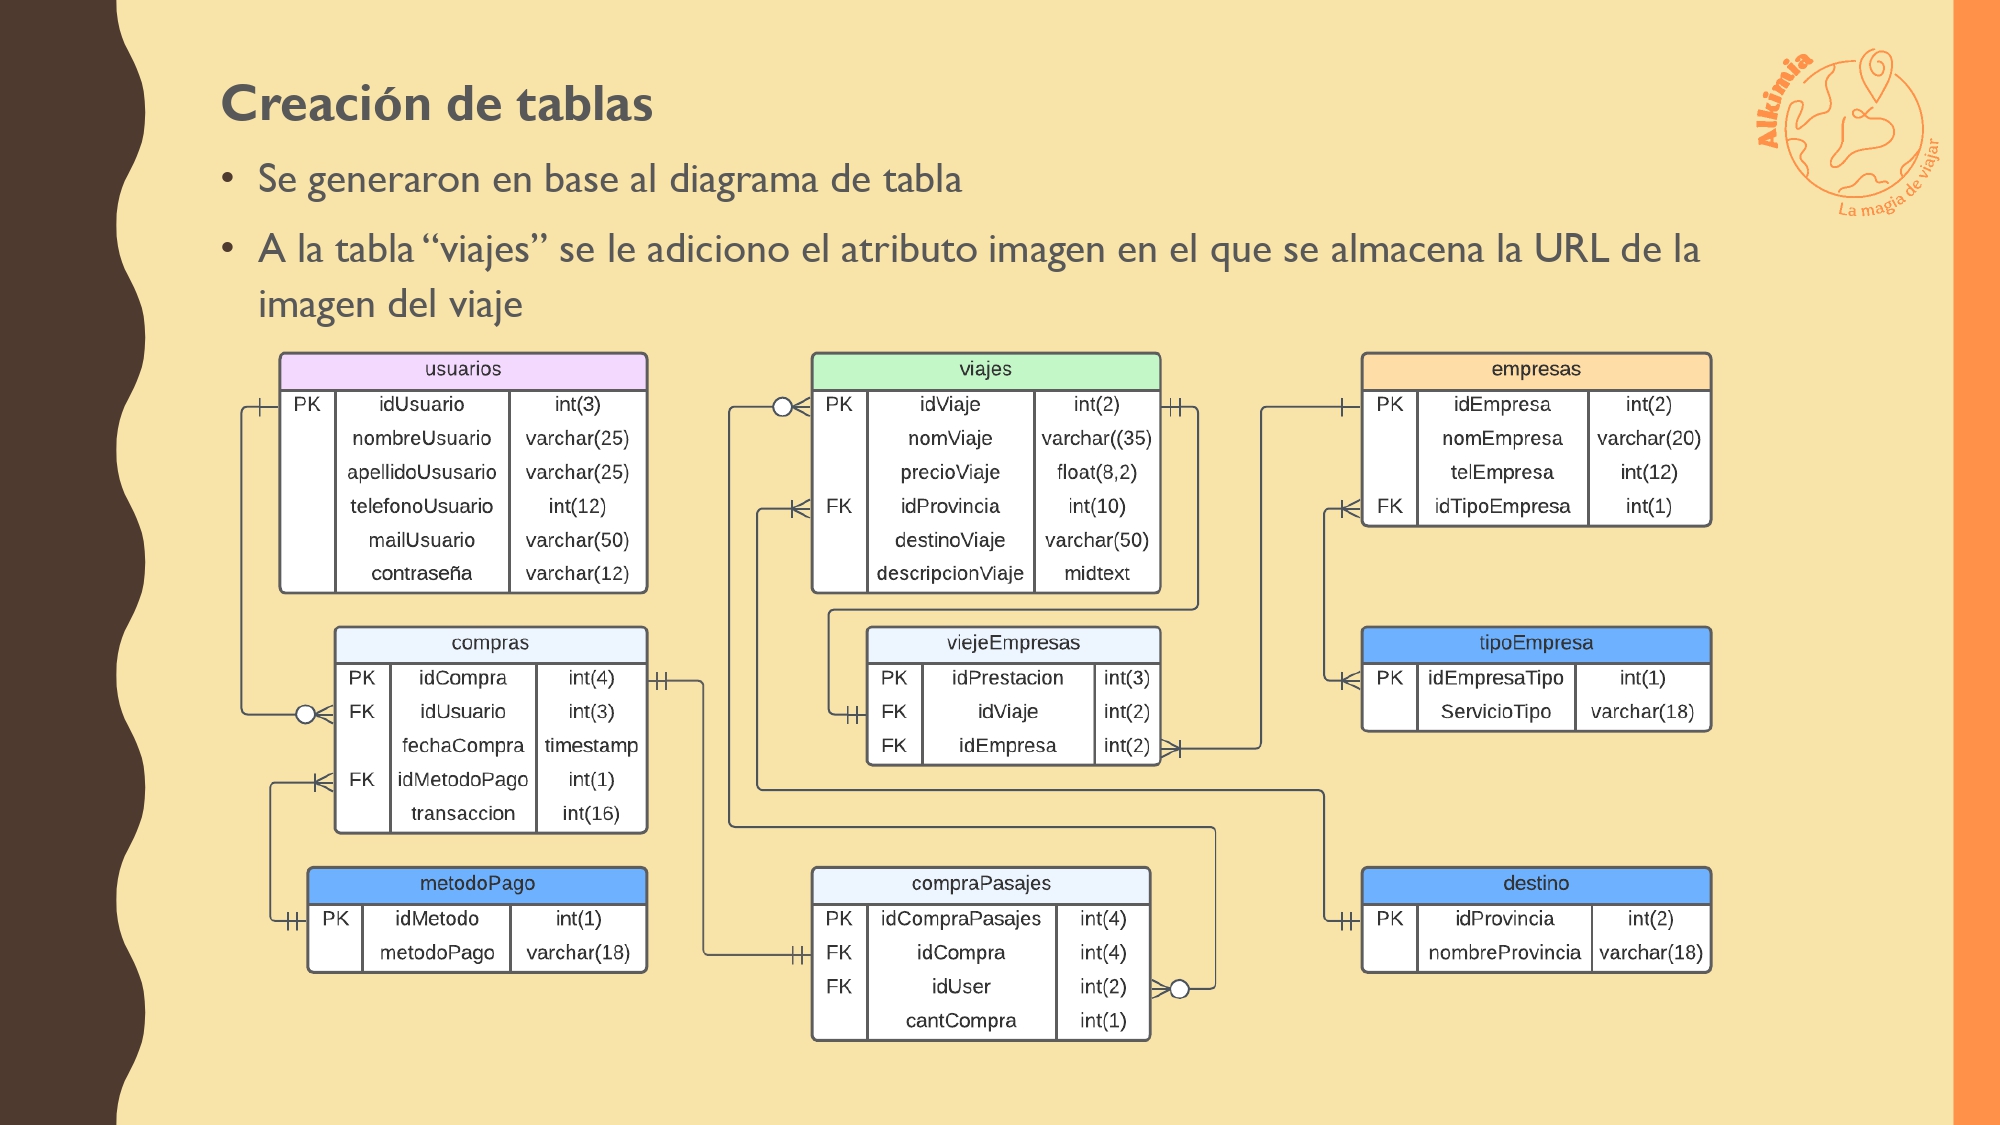 Creación de tablas
Alkimia
La magia de viajar
• Se generaron en base al diagrama de tabla
• A la tabla “viajes” se le adiciono el atributo imagen en el que se almacena la URL de la
imagen del viaje
usuarios
PK idUsuario int(3)
nombreUsuario varchar(25)
apellidoUsusario varchar(25)
telefonoUsuario int(12)
mailUsuario varchar(50)
contraseña varchar(12)
viajes
PK idViaje int(2)
nomViaje varchar((35)
precioViaje float(8,2)
FK idProvincia int(10)
destinoViaje varchar(50)
descripcionViaje midtext
empresas
PK idEmpresa int(2)
nomEmpresa varchar(20)
telEmpresa int(12)
FK idTipoEmpresa int(1)
compras
PK idCompra int(4)
FK idUsuario int(3)
fechaCompra timestamp
FK idMetodoPago int(1)
transaccion int(16)
viejeEmpresas
PK idPrestacion int(3)
FK idViaje int(2)
FK idEmpresa int(2)
tipoEmpresa
PK idEmpresaTipo int(1)
ServicioTipo varchar(18)
metodoPago
PK idMetodo int(1)
metodoPago varchar(18)
compraPasajes
PK idCompraPasajes int(4)
FK idCompra int(4)
FK idUser int(2)
cantCompra int(1)
destino
PK idProvincia int(2)
nombreProvincia varchar(18)